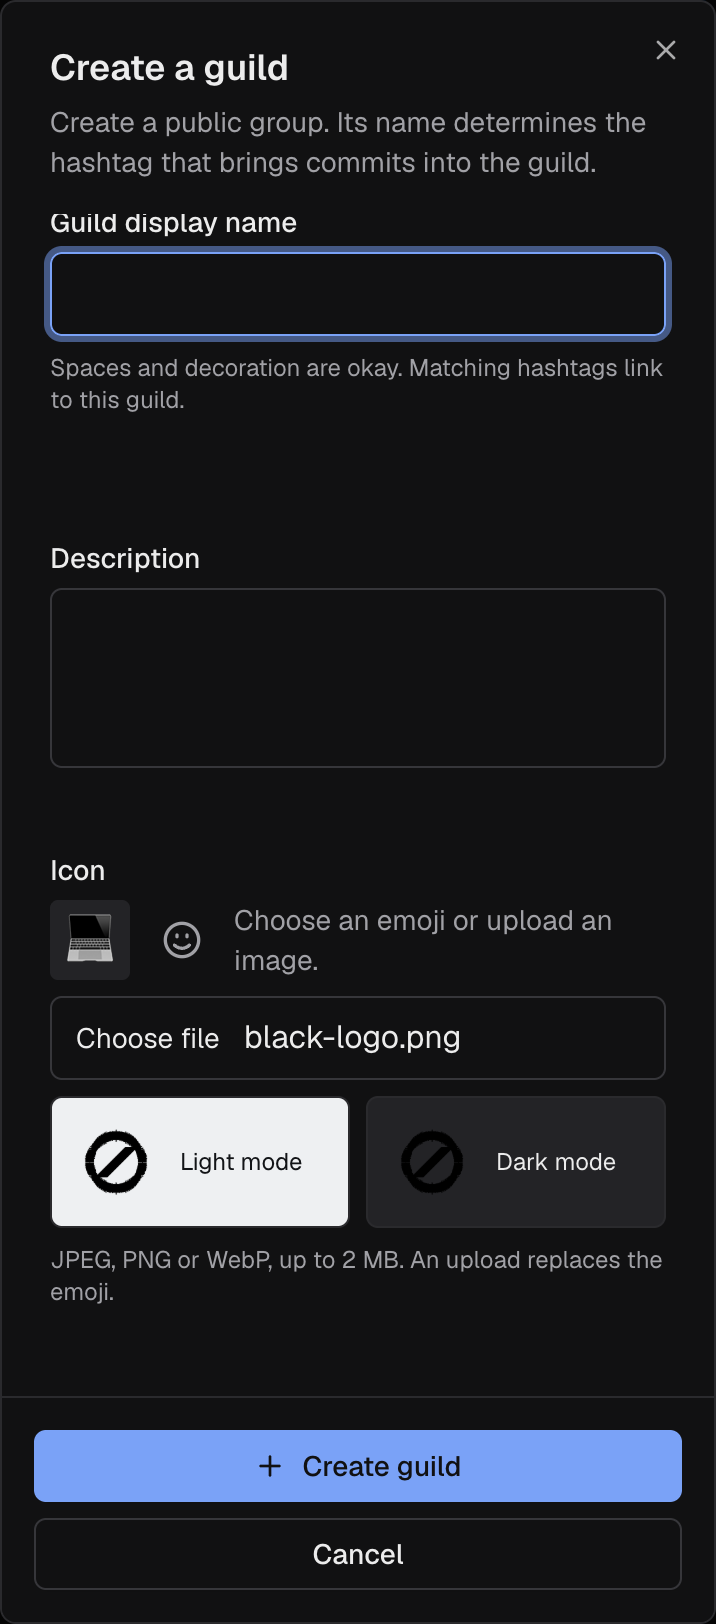 Create a guild
Create a public group. Its name determines the
hashtag that brings commits into the guild.
Guild display name
Spaces and decoration are okay. Matching hashtags link
to this guild.
Description
Icon
Choose an emoji or upload an
image.
Choose file black-logo.png
Light mode
Dark mode
JPEG, PNG or WebP, up to 2 MB. An upload replaces the
emoji.
Create guild
Cancel